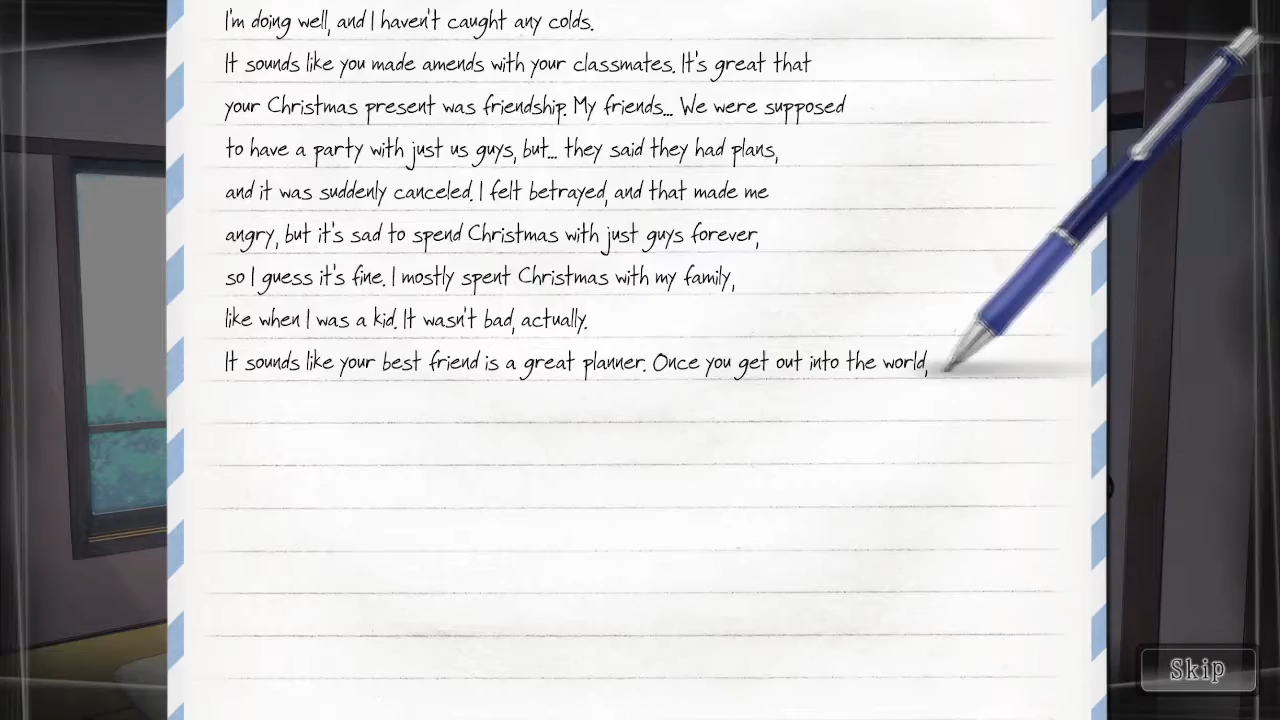 I'm doing well, and I haven't caught any colds.
It sounds like you made amends with your classmates. It's great that
your Christmas present was friendship. My friends... We were supposed
to have a party with just us guys, but... they said they had plans,
and it was suddenly canceled. I felt betrayed, and that made me
angry, but it's sad to spend Christmas with just guys forever,
so I guess it's fine. I mostly spent Christmas with my family,
like when I was a kid. It wasn't bad, actually.
It sounds like your best friend is a great planner. Once you get out into the world,
Skip